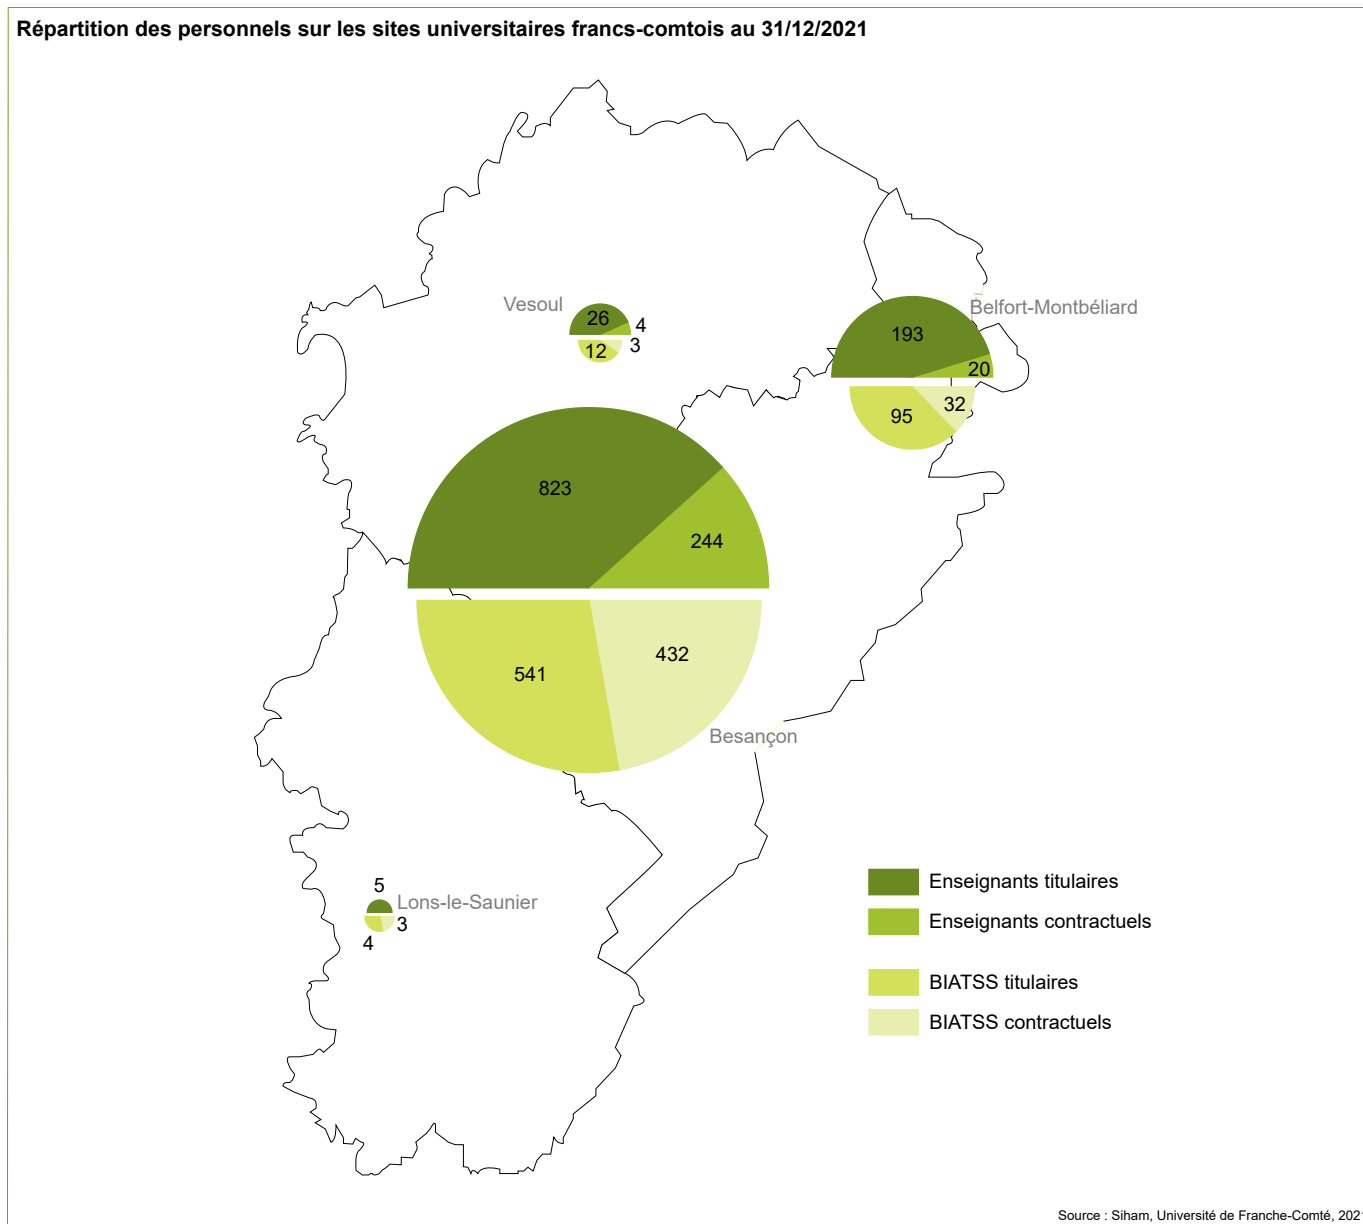 Répartition des personnels sur les sites universitaires francs-comtois au 31/12/2021
Vesoul
26
4
12
3
Belfort-Montbéliard
193
20
95
32
823
244
541
432
Besançon
5
Lons-le-Saunier
3
4
Enseignants titulaires
Enseignants contractuels
BIATSS titulaires
BIATSS contractuels
Source : Siham, Université de Franche-Comté, 2021